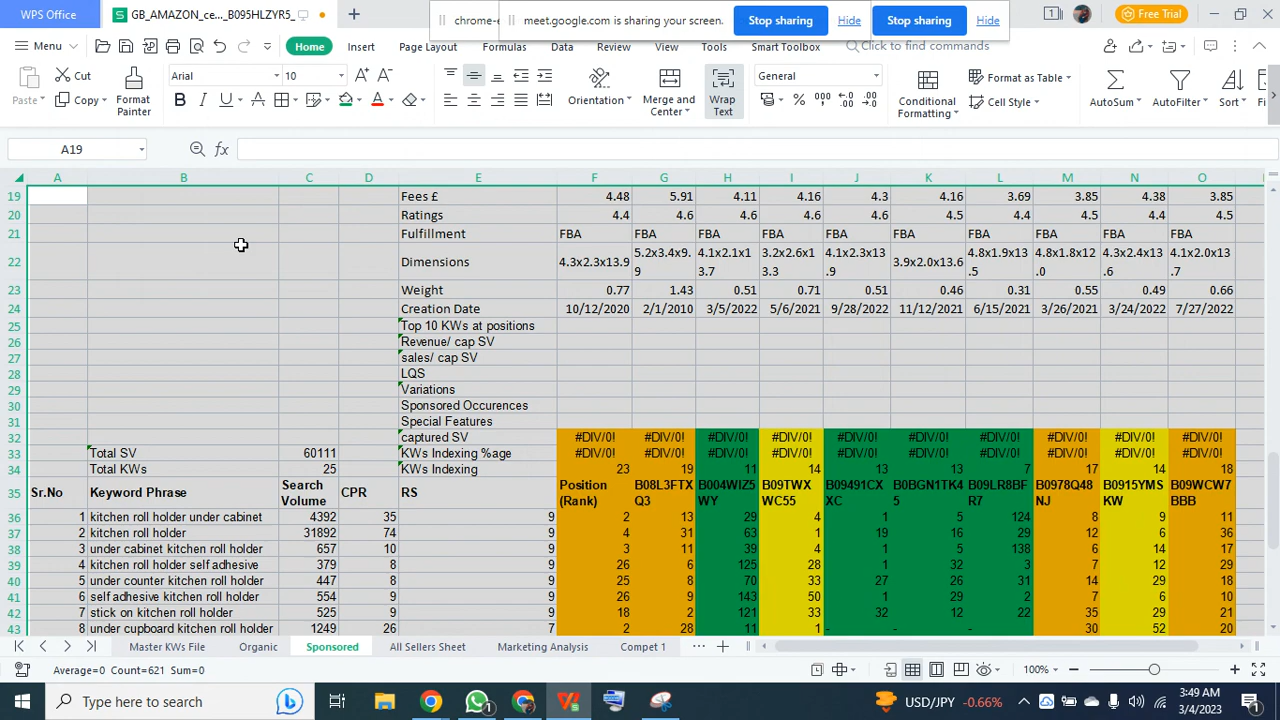 WPS Office GB_AMAZON_ce..._B095HLZYR5_ chrome-e meet.google.com is sharing your screen. Stop sharing Hide Stop sharing Hide Free Trial
Menu Home Insert Page Layout Formulas Data Review View Tools Smart Toolbox Click to find commands
Paste Cut Copy Format Painter Arial 10 B I U A Orientation Merge and Center Wrap Text General Conditional Formatting Format as Table Cell Style AutoSum AutoFilter Sort
A19 fx
A B C D E F G H I J K L M N O
19 Fees £ 4.48 5.91 4.11 4.16 4.3 4.16 3.69 3.85 4.38 3.85
20 Ratings 4.4 4.6 4.6 4.6 4.6 4.5 4.4 4.5 4.4 4.5
21 Fulfillment FBA FBA FBA FBA FBA FBA FBA FBA FBA FBA
22 Dimensions 4.3x2.3x13.9 5.2x3.4x9.9 4.1x2.1x13.7 3.2x2.6x13.3 4.1x2.3x13.9 3.9x2.0x13.6 4.8x1.9x13.5 4.8x1.8x12.0 4.3x2.4x13.6 4.1x2.0x13.7
23 Weight 0.77 1.43 0.51 0.71 0.51 0.46 0.31 0.55 0.49 0.66
24 Creation Date 10/12/2020 2/1/2010 3/5/2022 5/6/2021 9/28/2022 11/12/2021 6/15/2021 3/26/2021 3/24/2022 7/27/2022
25 Top 10 KWs at positions
26 Revenue/ cap SV
27 sales/ cap SV
28 LQS
29 Variations
30 Sponsored Occurences
31 Special Features
32 captured SV #DIV/0! #DIV/0! #DIV/0! #DIV/0! #DIV/0! #DIV/0! #DIV/0! #DIV/0! #DIV/0! #DIV/0!
33 Total SV 60111 KWs Indexing %age #DIV/0! #DIV/0! #DIV/0! #DIV/0! #DIV/0! #DIV/0! #DIV/0! #DIV/0! #DIV/0! #DIV/0!
34 Total KWs 25 KWs Indexing 23 19 11 14 13 13 7 17 14 18
35 Sr.No Keyword Phrase Search Volume CPR RS Position (Rank) B08L3FTXQ3 B004WIZ5WY B09TWXWC55 B09491CXXC B0BGN1TK45 B09LR8BFR7 B0978Q48NJ B0915YMSKW B09WCW7BBB
36 1 kitchen roll holder under cabinet 4392 35 9 2 13 29 4 1 5 124 8 9 11
37 2 kitchen roll holder 31892 74 9 4 31 63 1 19 16 29 12 6 36
38 3 under cabinet kitchen roll holder 657 10 9 3 11 39 4 1 5 138 6 14 17
39 4 kitchen roll holder self adhesive 379 8 9 26 6 125 28 1 32 3 7 12 29
40 5 under counter kitchen roll holder 447 8 9 25 8 70 33 27 26 31 14 29 18
41 6 self adhesive kitchen roll holder 554 9 9 26 9 143 50 1 29 2 7 6 10
42 7 stick on kitchen roll holder 525 9 9 18 2 121 33 32 12 22 35 29 21
43 8 under cupboard kitchen roll holder 1249 26 7 2 28 11 1 - - - 30 52 20
Master KWs File Organic Sponsored All Sellers Sheet Marketing Analysis Compet 1 ...
Average=0 Count=621 Sum=0 100%
Type here to search USD/JPY -0.66% 3:49 AM
3/4/2023